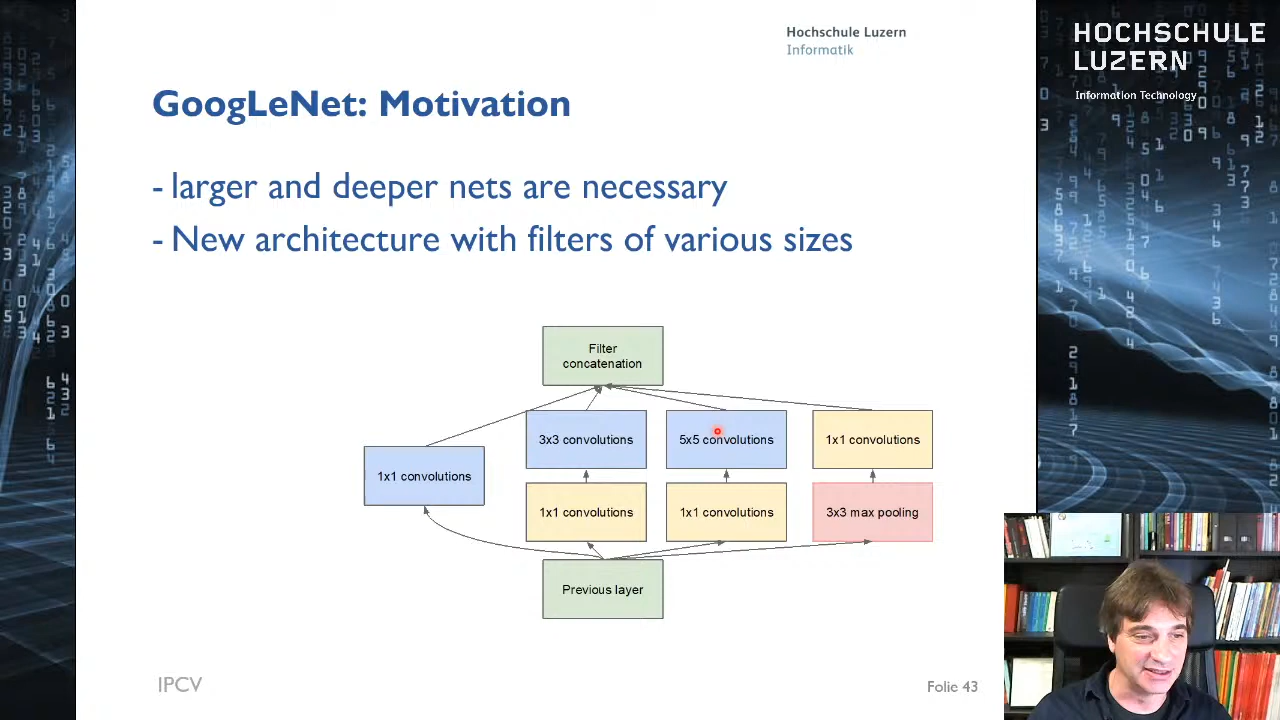 Hochschule Luzern
Informatik
HOCHSCHULE
LUZERN
Information Technology
GoogLeNet: Motivation
- larger and deeper nets are necessary
- New architecture with filters of various sizes
Filter
concatenation
3x3 convolutions
5x5 convolutions
1x1 convolutions
1x1 convolutions
1x1 convolutions
1x1 convolutions
3x3 max pooling
Previous layer
IPCV
Folie 43